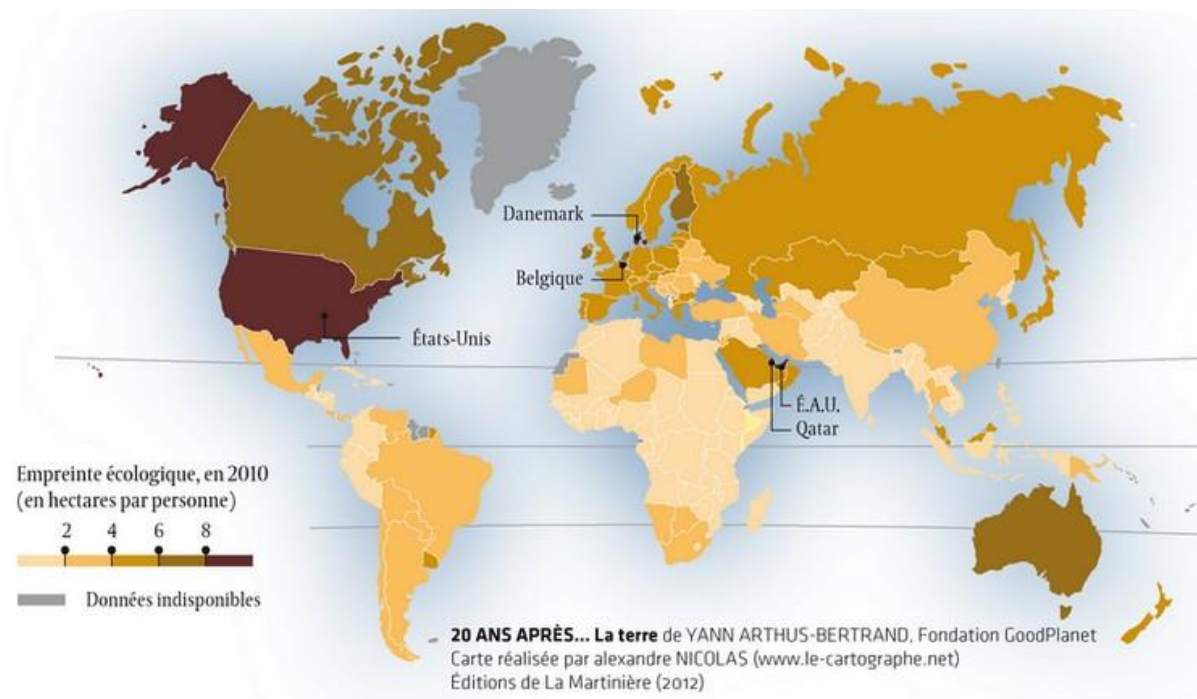 Danemark
Belgique
États-Unis
É.A.U.
Qatar
Empreinte écologique, en 2010
(en hectares par personne)
2 4 6 8
Données indisponibles
20 ANS APRÈS... La terre de YANN ARTHUS-BERTRAND, Fondation GoodPlanet
Carte réalisée par alexandre NICOLAS (www.le-cartographe.net)
Éditions de La Martinière (2012)